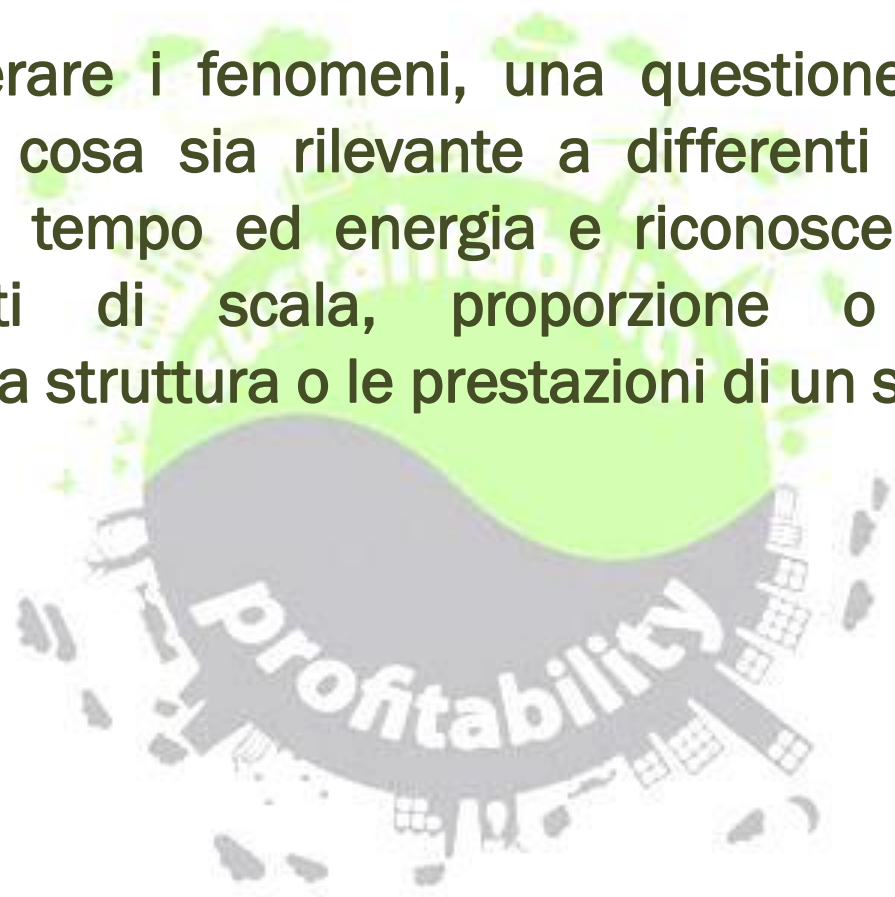 erare i fenomeni, una questione
cosa sia rilevante a differenti
tempo ed energia e riconosce
ti di scala, proporzione o
a struttura o le prestazioni di un s
sustainability
profitability